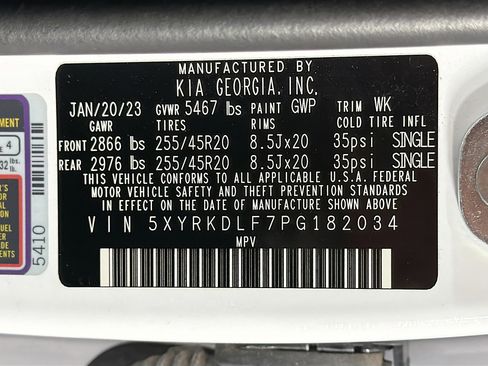 MANUFACTURED BY
KIA GEORGIA, INC.
JAN/20/23 GVWR 5467 lbs PAINT GWP TRIM WK
GAWR TIRES RIMS COLD TIRE INFL
FRONT 2866 lbs 255/45R20 8.5Jx20 35psi SINGLE
REAR 2976 lbs 255/45R20 8.5Jx20 35psi SINGLE
THIS VEHICLE CONFORMS TO ALL APPLICABLE U.S.A. FEDERAL
MOTOR VEHICLE SAFETY AND THEFT PREVENTION STANDARDS
IN EFFECT ON THE DATE OF MANUFACTURE SHOWN ABOVE.
VIN 5XYRKDLF7PG182034
MPV
4
32 lbs.
5410